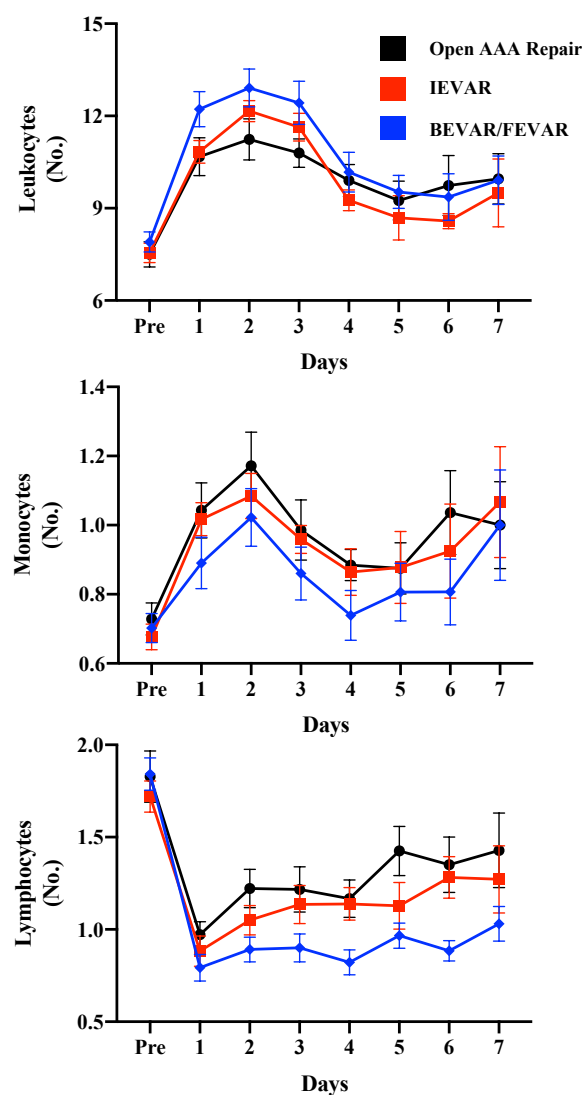 15
12
9
6
Leukocytes
(No.)
Open AAA Repair
IEVAR
BEVAR/FEVAR
Pre 1 2 3 4 5 6 7
Days
1.4
1.2
1.0
0.8
0.6
Monocytes
(No.)
Pre 1 2 3 4 5 6 7
Days
2.0
1.5
1.0
0.5
Lymphocytes
(No.)
Pre 1 2 3 4 5 6 7
Days